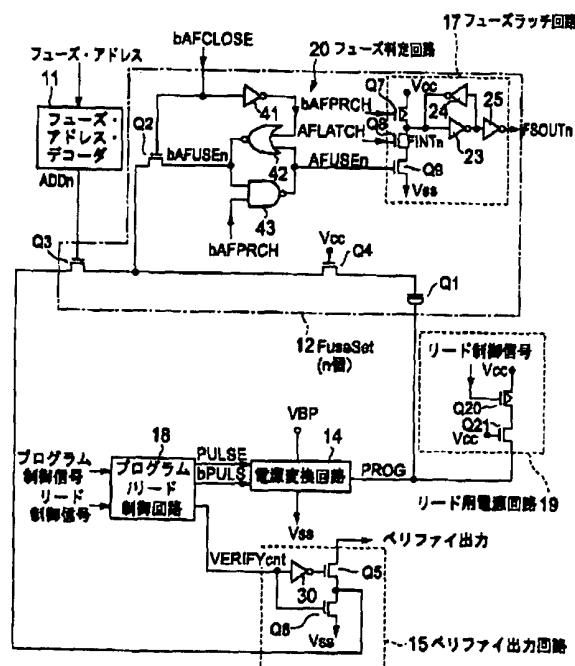 17 フューズラッチ回路
bAFCLOSE
20 フューズ判定回路
フューズ・アドレス
11
フューズ・
アドレス・
デコーダ
ADDn
Q2
41
bAFPRCH
Q7
Vcc
24
25
AFLATCH
Q8
FINTn
23
FSOUTn
bAFUSEn
42
AFUSEn
Q9
Vss
43
bAFPRCH
Q3
Vcc
Q4
Q1
12 FuseSet
(n個)
リード制御信号
Vcc
Q20
Q21
Vcc
リード用電源回路 19
VBP
18
14
プログラム
制御信号
リード
制御信号
プログラム
/リード
制御回路
PULSE
bPULS
電源変換回路
PROG
Vss
ベリファイ出力
VERIFYcnt
30
Q5
Q6
Vss
15 ベリファイ出力回路